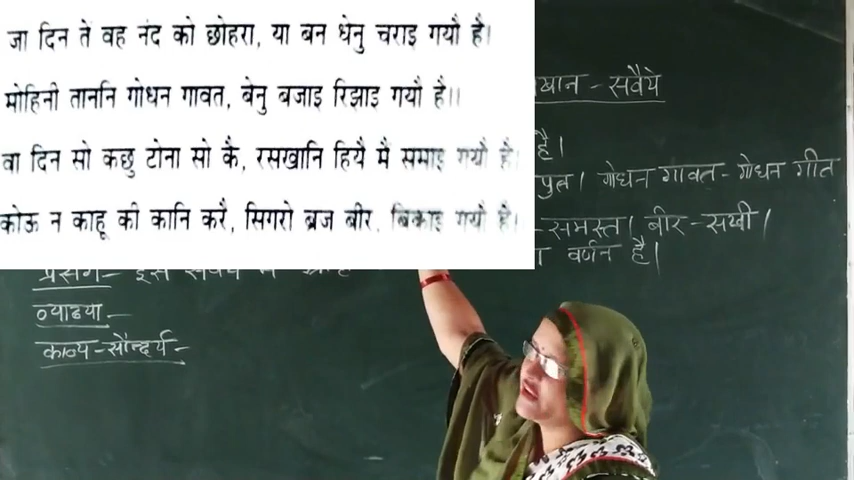 जा दिन तें वह नंद को छोहरा, या बन धेनु चराइ गयौ है।
मोहिनी ताननि गोधन गावत, बेनु बजाइ रिझाइ गयौ है।।
वा दिन सो कछु टोना सो कै, रसखानि हियै मै समाइ गयौ है।
कोऊ न काहू की कानि करै, सिगरो ब्रज बीर, बिकाइ गयौ है।
खान - सवैये
है।
पुत्र। गोधन गावत - गोधन गीत
- समस्त। बीर - सखी।
वर्णन है।
प्रसंग - इस सवैये में
व्याख्या -
काव्य - सौन्दर्य -